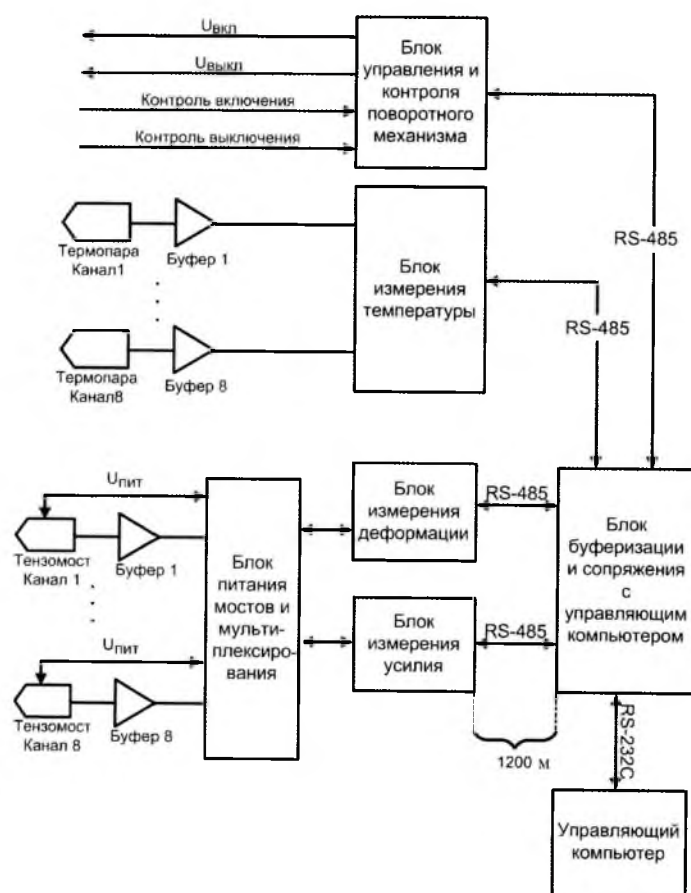 Uвкл
Uвыкл
Контроль включения
Контроль выключения
Блок
управления и
контроля
поворотного
механизма
RS-485
Термопара
Канал1
Буфер 1
Блок
измерения
температуры
RS-485
Термопара
Канал8
Буфер 8
Uпит
Тензомост
Канал 1
Буфер 1
Uпит
Тензомост
Канал 8
Буфер 8
Блок
питания
мостов и
мульти-
плексиро-
вания
Блок
измерения
деформации
RS-485
Блок
измерения
усилия
RS-485
1200 м
Блок
буферизации
и сопряжения
с
управляющим
компьютером
RS-232C
Управляющий
компьютер